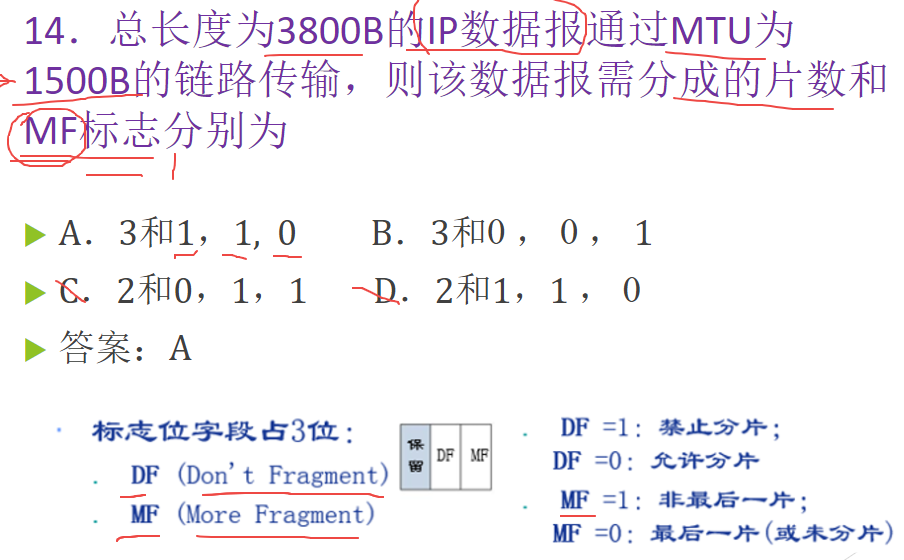 14．总长度为3800B的IP数据报通过MTU为
1500B的链路传输，则该数据报需分成的片数和
MF标志分别为
A．3和1，1, 0 B．3和0，0，1
C．2和0，1，1 D．2和1，1，0
答案：A
标志位字段占3位：
DF (Don't Fragment)
MF (More Fragment)
保留 DF MF
DF =1：禁止分片；
DF =0：允许分片
MF =1：非最后一片；
MF =0：最后一片(或未分片)